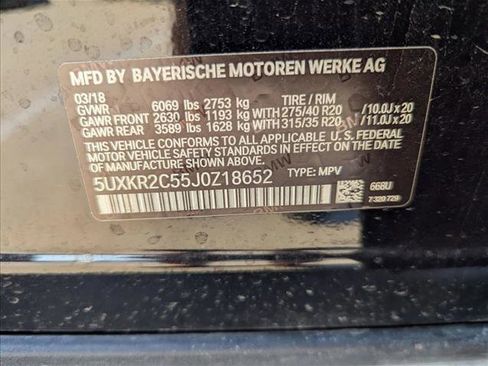 MFD BY BAYERISCHE MOTOREN WERKE AG
03/18
GVWR 6069 lbs 2753 kg TIRE / RIM
GAWR FRONT 2630 lbs 1193 kg WITH 275/40 R20 /10.0J x 20
GAWR REAR 3589 lbs 1628 kg WITH 315/35 R20 /11.0J x 20
THIS VEHICLE CONFORMS TO ALL APPLICABLE U. S. FEDERAL
MOTOR VEHICLE SAFETY STANDARDS IN EFFECT ON THE DATE OF
MANUFACTURE SHOWN ABOVE.
5UXKR2C55J0Z18652 TYPE: MPV
668U
7 320 729